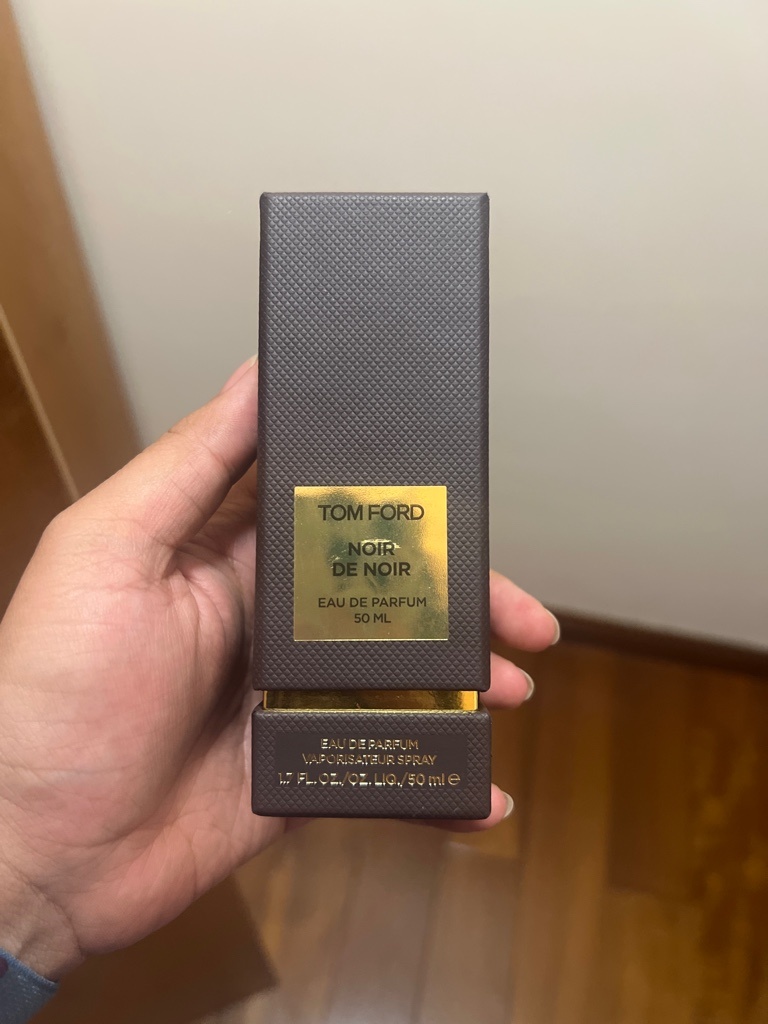 TOM FORD
NOIR
DE NOIR
EAU DE PARFUM
50 ML
EAU DE PARFUM
VAPORISATEUR SPRAY
1.7 FL. OZ./OZ. LIQ./50 ml ℮